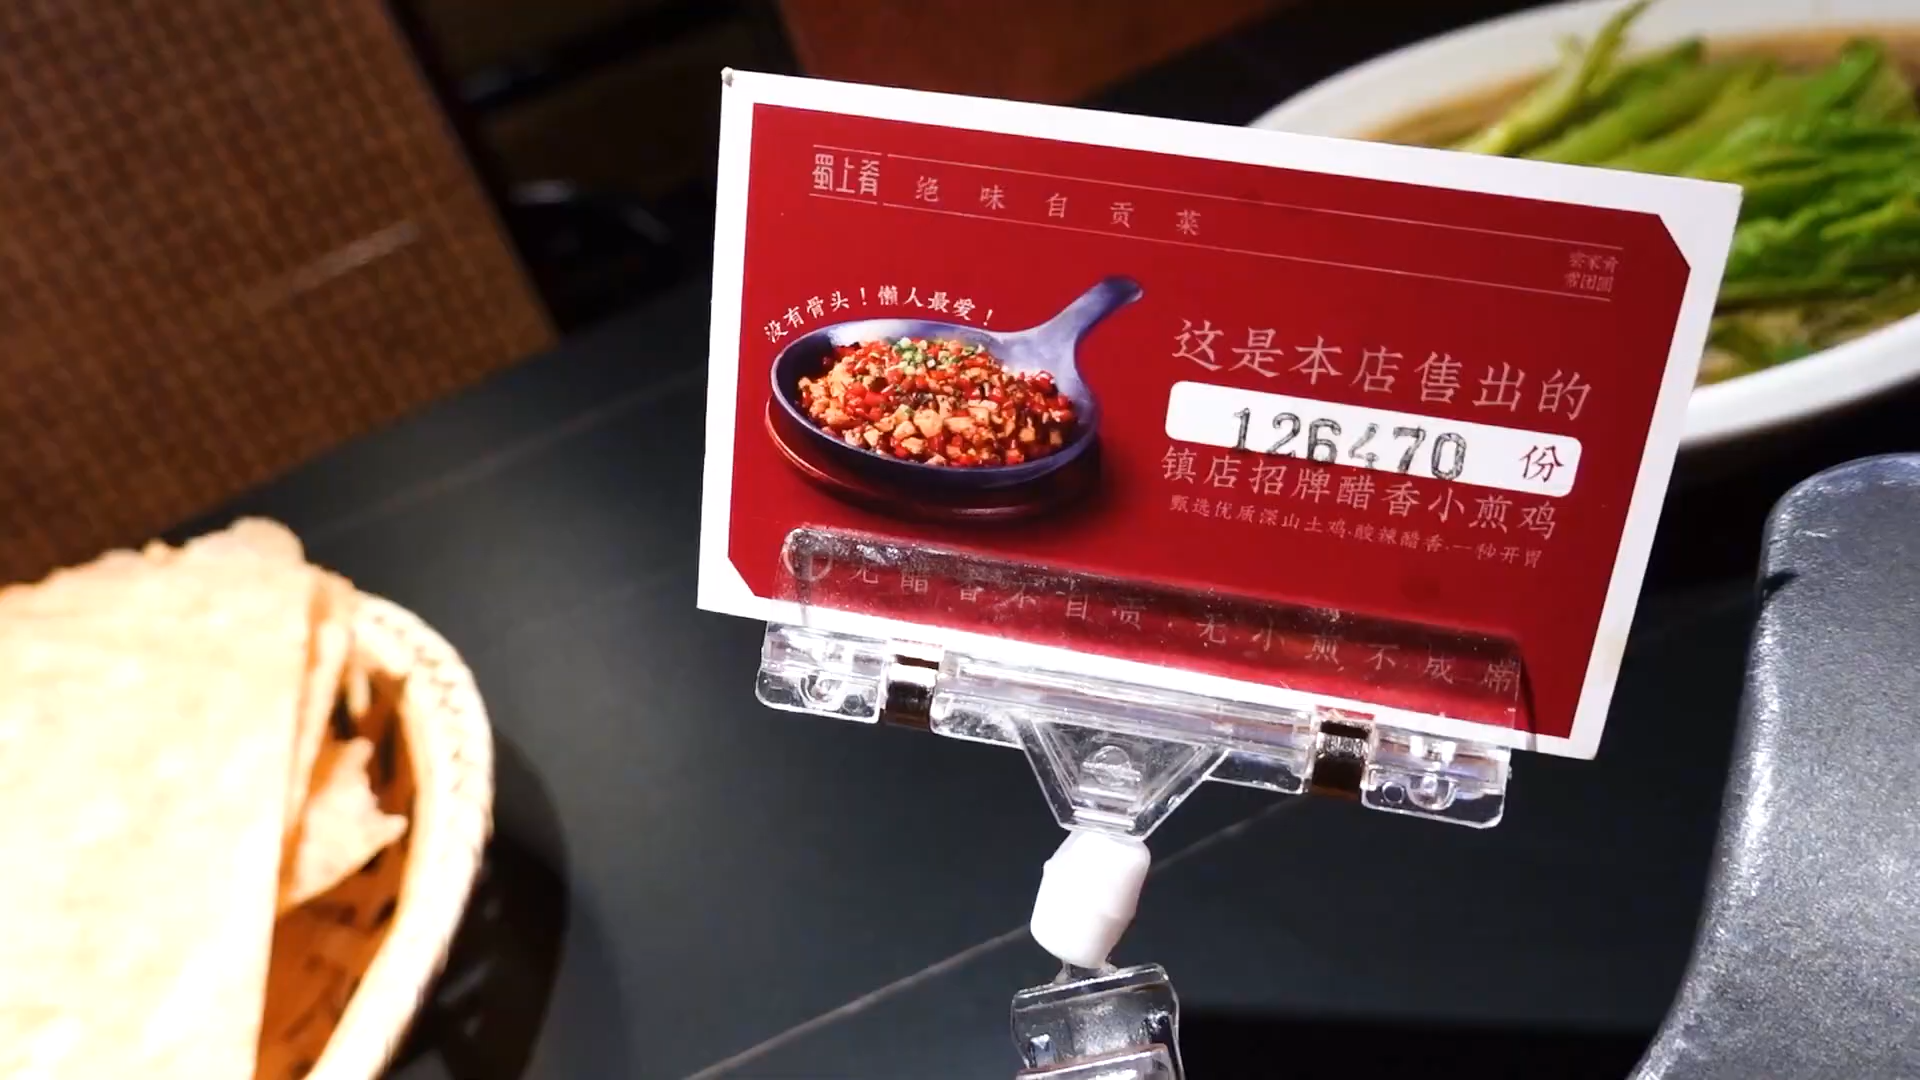 蜀上肴 绝味自贡菜
没有骨头！懒人最爱！
这是本店售出的
126470 份
镇店招牌醋香小煎鸡
甄选优质深山土鸡.酸辣醋香.一秒开胃
无醋香不自贡·无小煎不成席